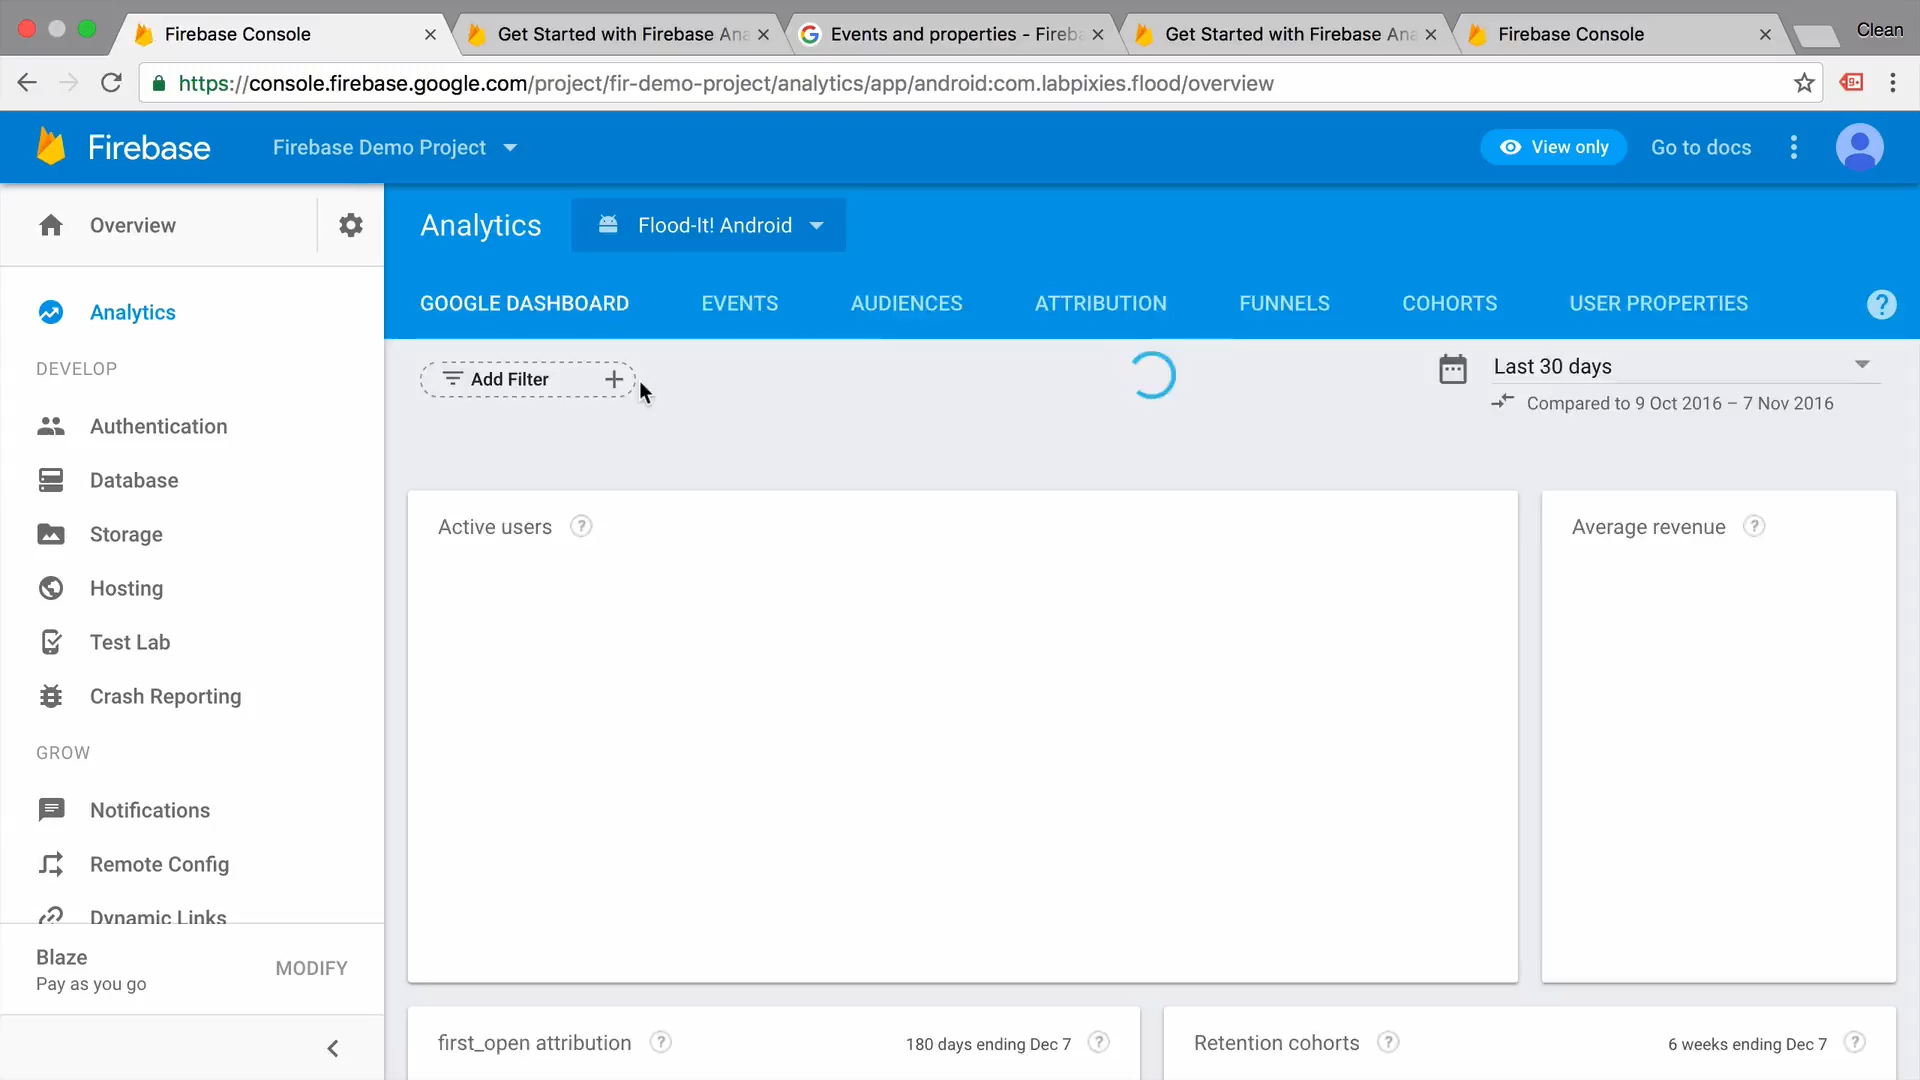 Firebase Console
Get Started with Firebase Ana
Events and properties - Fireb
Get Started with Firebase Ana
Firebase Console
Clean
https://console.firebase.google.com/project/fir-demo-project/analytics/app/android:com.labpixies.flood/overview
Firebase
Firebase Demo Project
View only
Go to docs
Overview
Analytics
Flood-It! Android
GOOGLE DASHBOARD
EVENTS
AUDIENCES
ATTRIBUTION
FUNNELS
COHORTS
USER PROPERTIES
?
Analytics
DEVELOP
Authentication
Database
Storage
Hosting
Test Lab
Crash Reporting
GROW
Notifications
Remote Config
Dynamic Links
Blaze
Pay as you go
MODIFY
Add Filter
Last 30 days
Compared to 9 Oct 2016 – 7 Nov 2016
Active users ?
Average revenue ?
first_open attribution ?
180 days ending Dec 7 ?
Retention cohorts ?
6 weeks ending Dec 7 ?